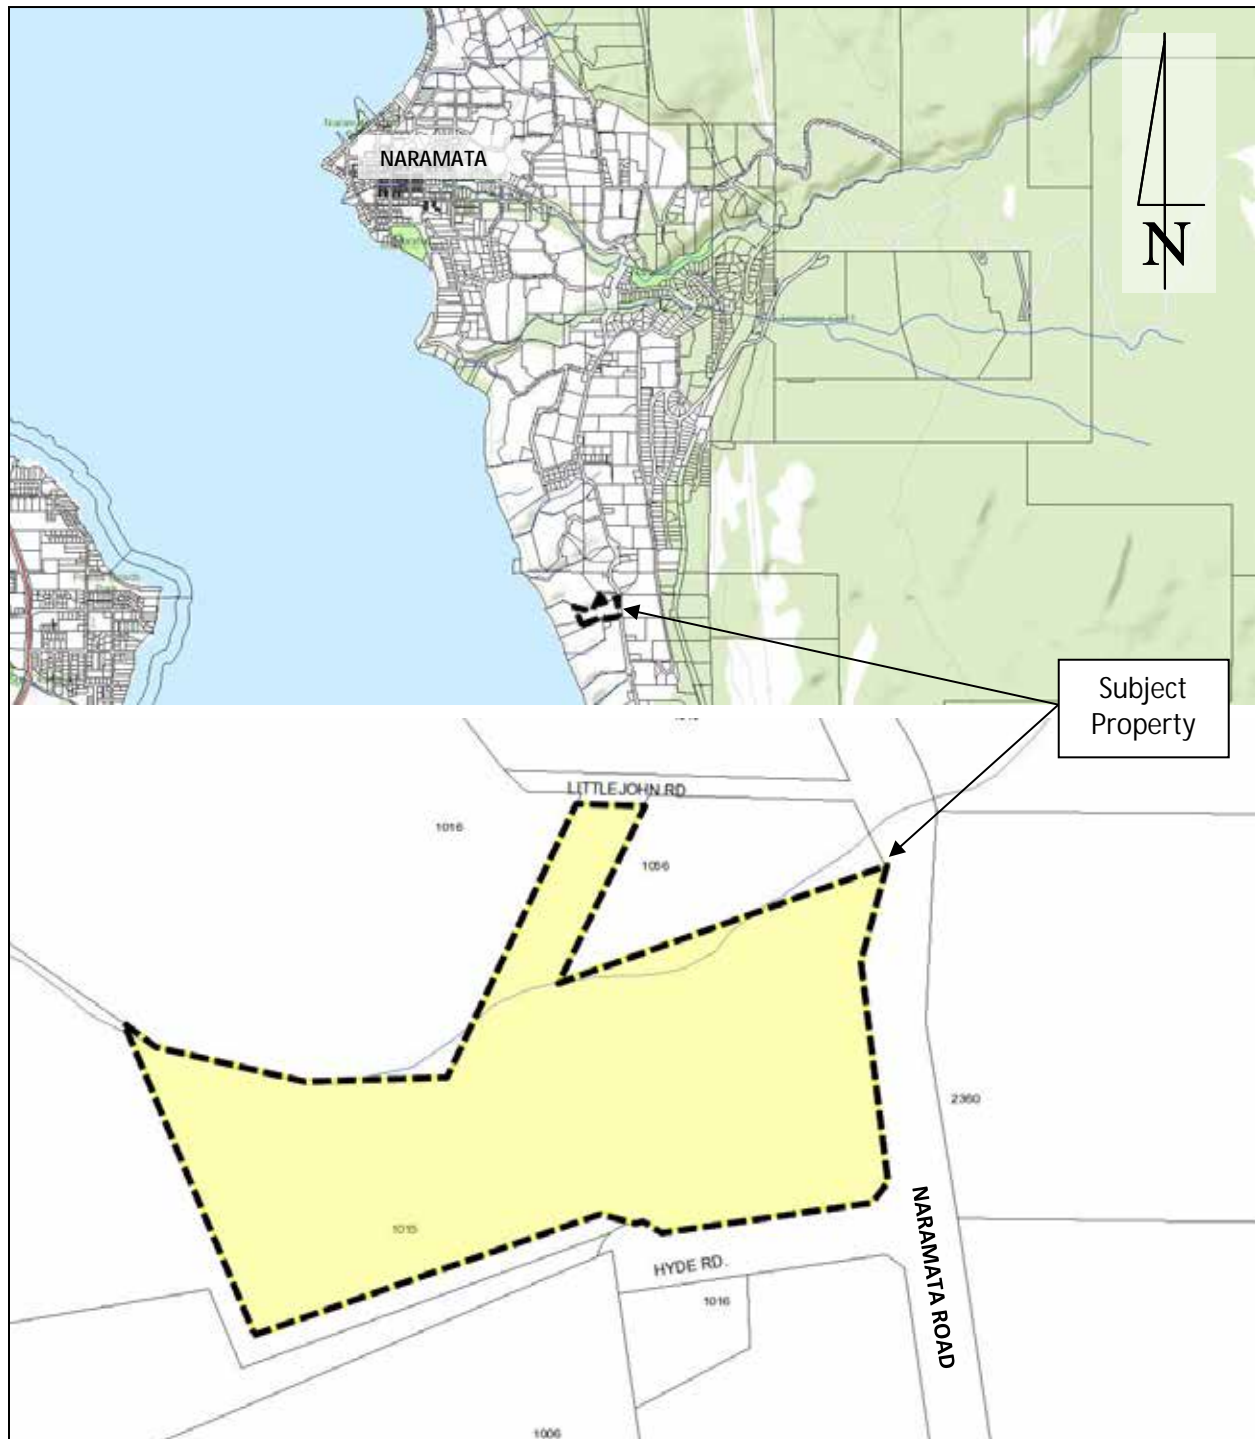 NARAMATA
N
Subject
Property
LITTLEJOHN RD
1016
1056
2360
1015
NARAMATA ROAD
HYDE RD.
1016
1006